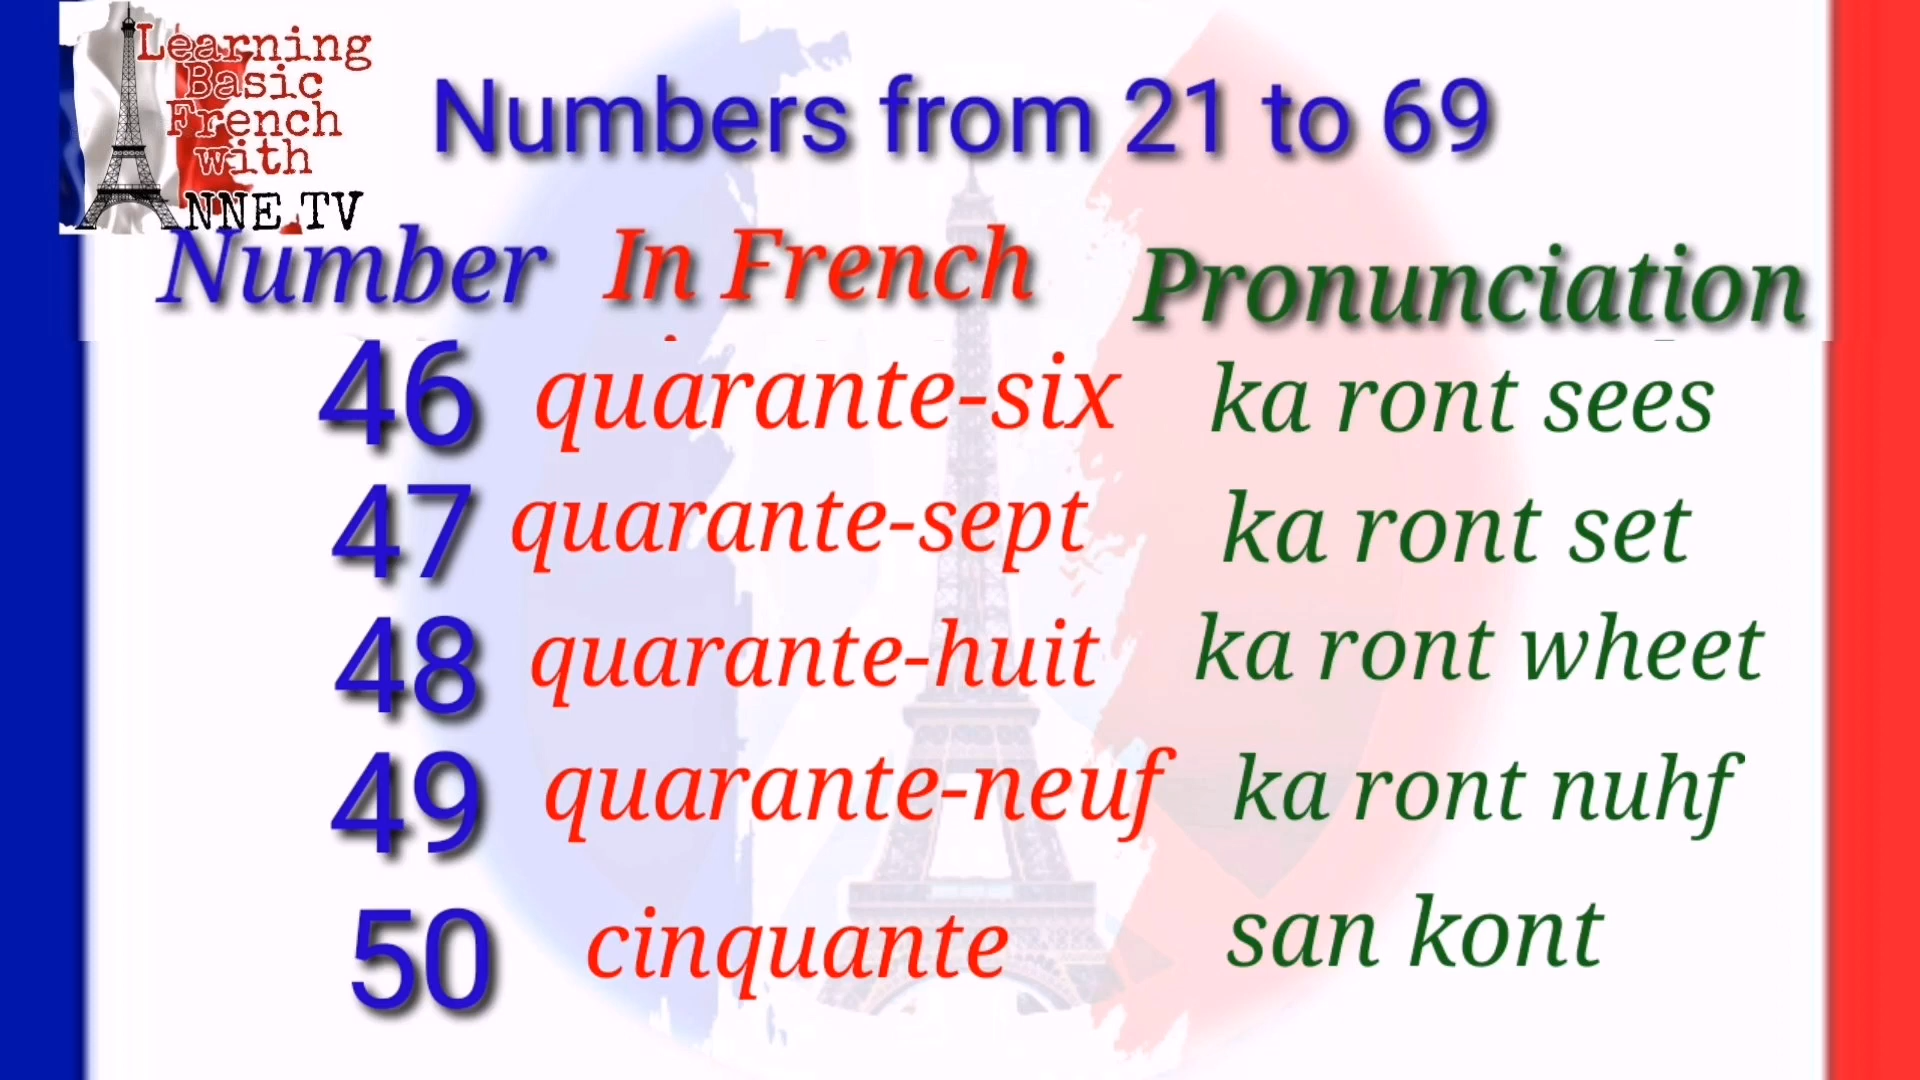 Learning
Basic
French
with
ANNE TV
Numbers from 21 to 69
Number In French Pronunciation
46 quarante-six ka ront sees
47 quarante-sept ka ront set
48 quarante-huit ka ront wheet
49 quarante-neuf ka ront nuhf
50 cinquante san kont